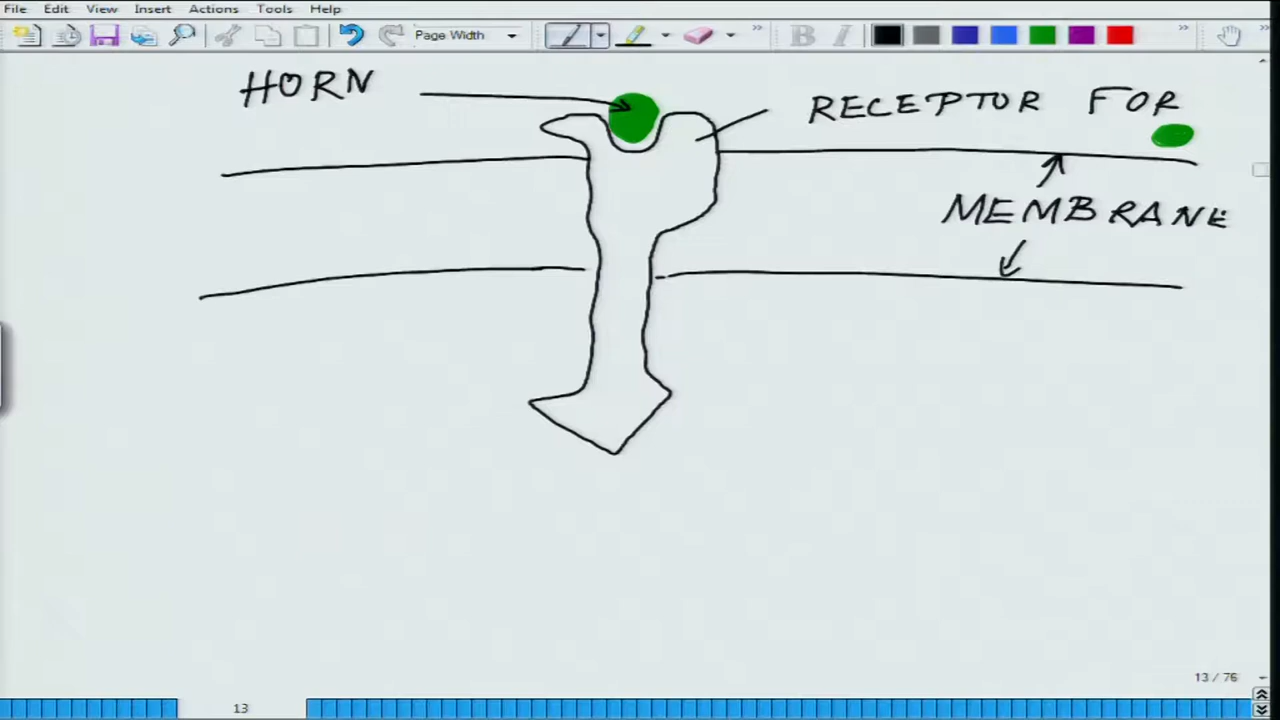 File Edit View Insert Actions Tools Help
Page Width
HORN
RECEPTOR FOR
MEMBRANE
13 / 76
13